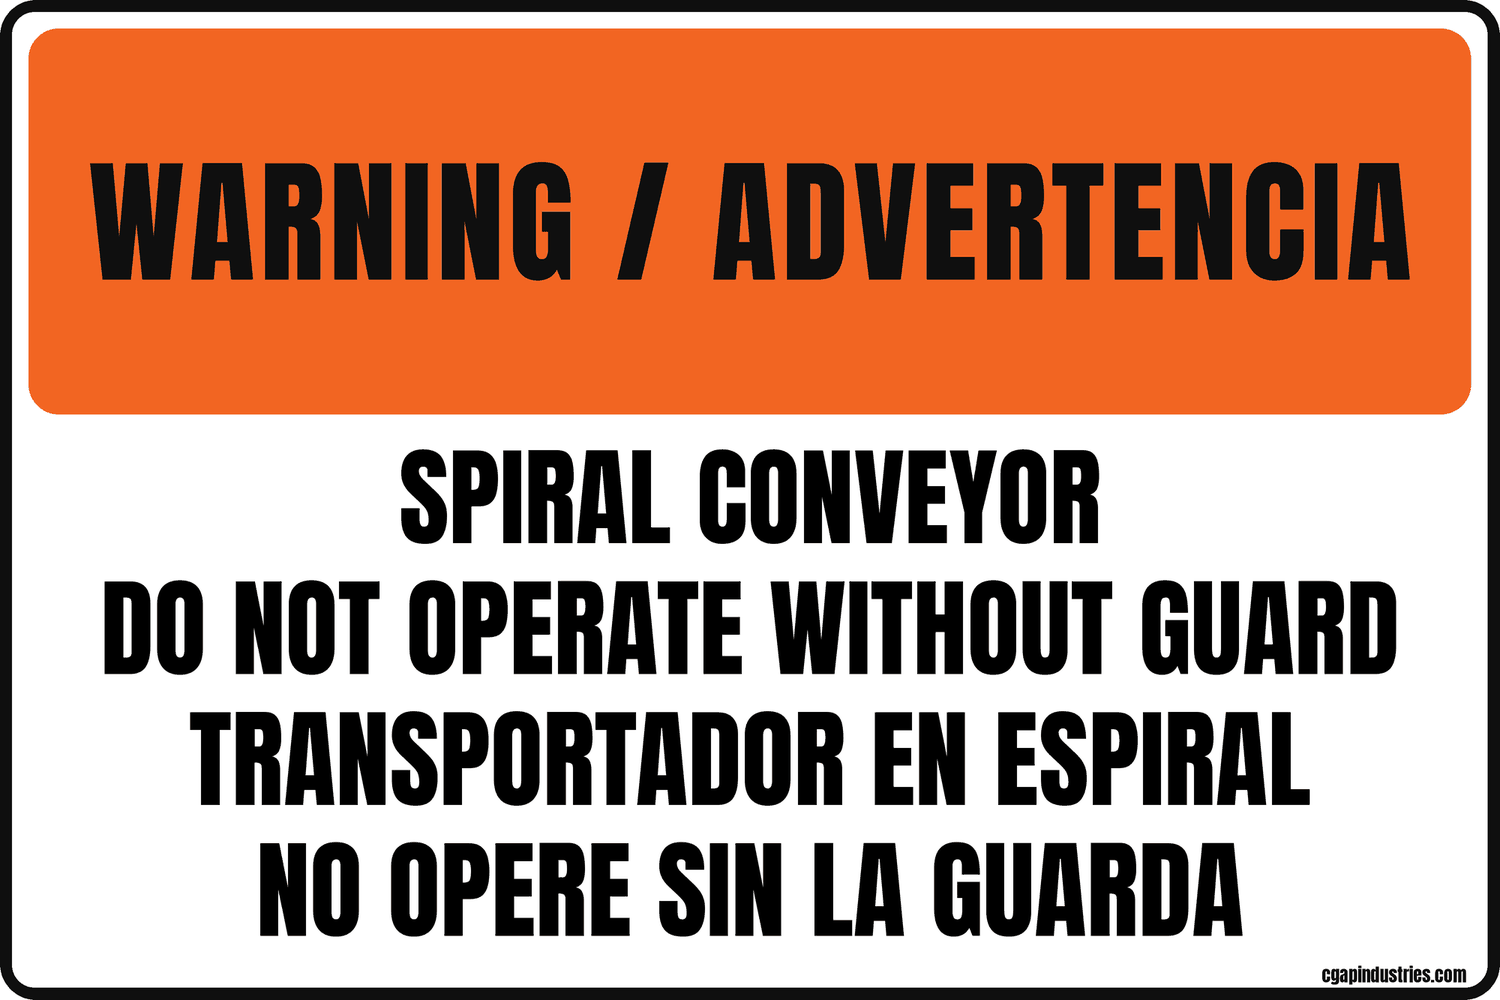 WARNING / ADVERTENCIA
SPIRAL CONVEYOR
DO NOT OPERATE WITHOUT GUARD
TRANSPORTADOR EN ESPIRAL
NO OPERE SIN LA GUARDA
cgapindustries.com